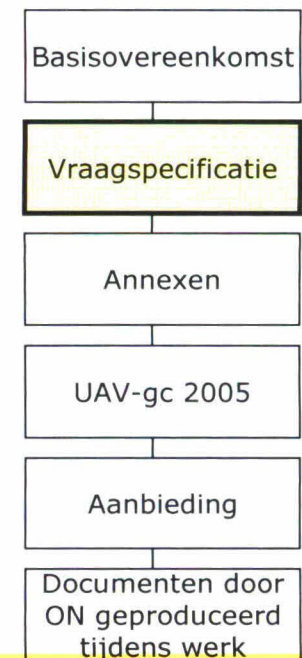 Basisovereenkomst
Vraagspecificatie
Annexen
UAV-gc 2005
Aanbieding
Documenten door
ON geproduceerd
tijdens werk